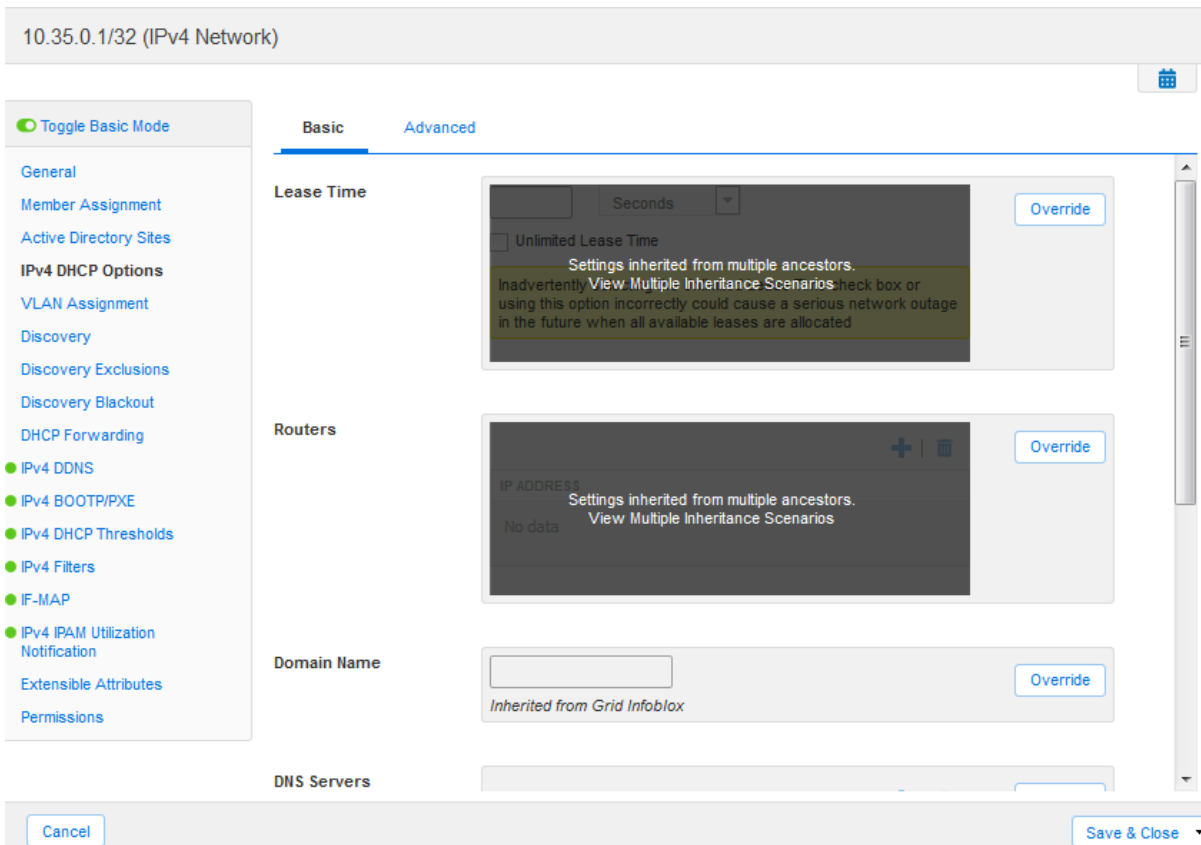 10.35.0.1/32 (IPv4 Network)
Toggle Basic Mode
General
Member Assignment
Active Directory Sites
IPv4 DHCP Options
VLAN Assignment
Discovery
Discovery Exclusions
Discovery Blackout
DHCP Forwarding
IPv4 DDNS
IPv4 BOOTP/PXE
IPv4 DHCP Thresholds
IPv4 Filters
IF-MAP
IPv4 IPAM Utilization
Notification
Extensible Attributes
Permissions
Basic
Advanced
Lease Time
Seconds
Override
Unlimited Lease Time
Settings inherited from multiple ancestors.
View Multiple Inheritance Scenarios
Inadvertently check box or
using this option incorrectly could cause a serious network outage
in the future when all available leases are allocated
Routers
Override
IP ADDRESS
Settings inherited from multiple ancestors.
View Multiple Inheritance Scenarios
No data
Domain Name
Override
Inherited from Grid Infoblox
DNS Servers
Cancel
Save & Close